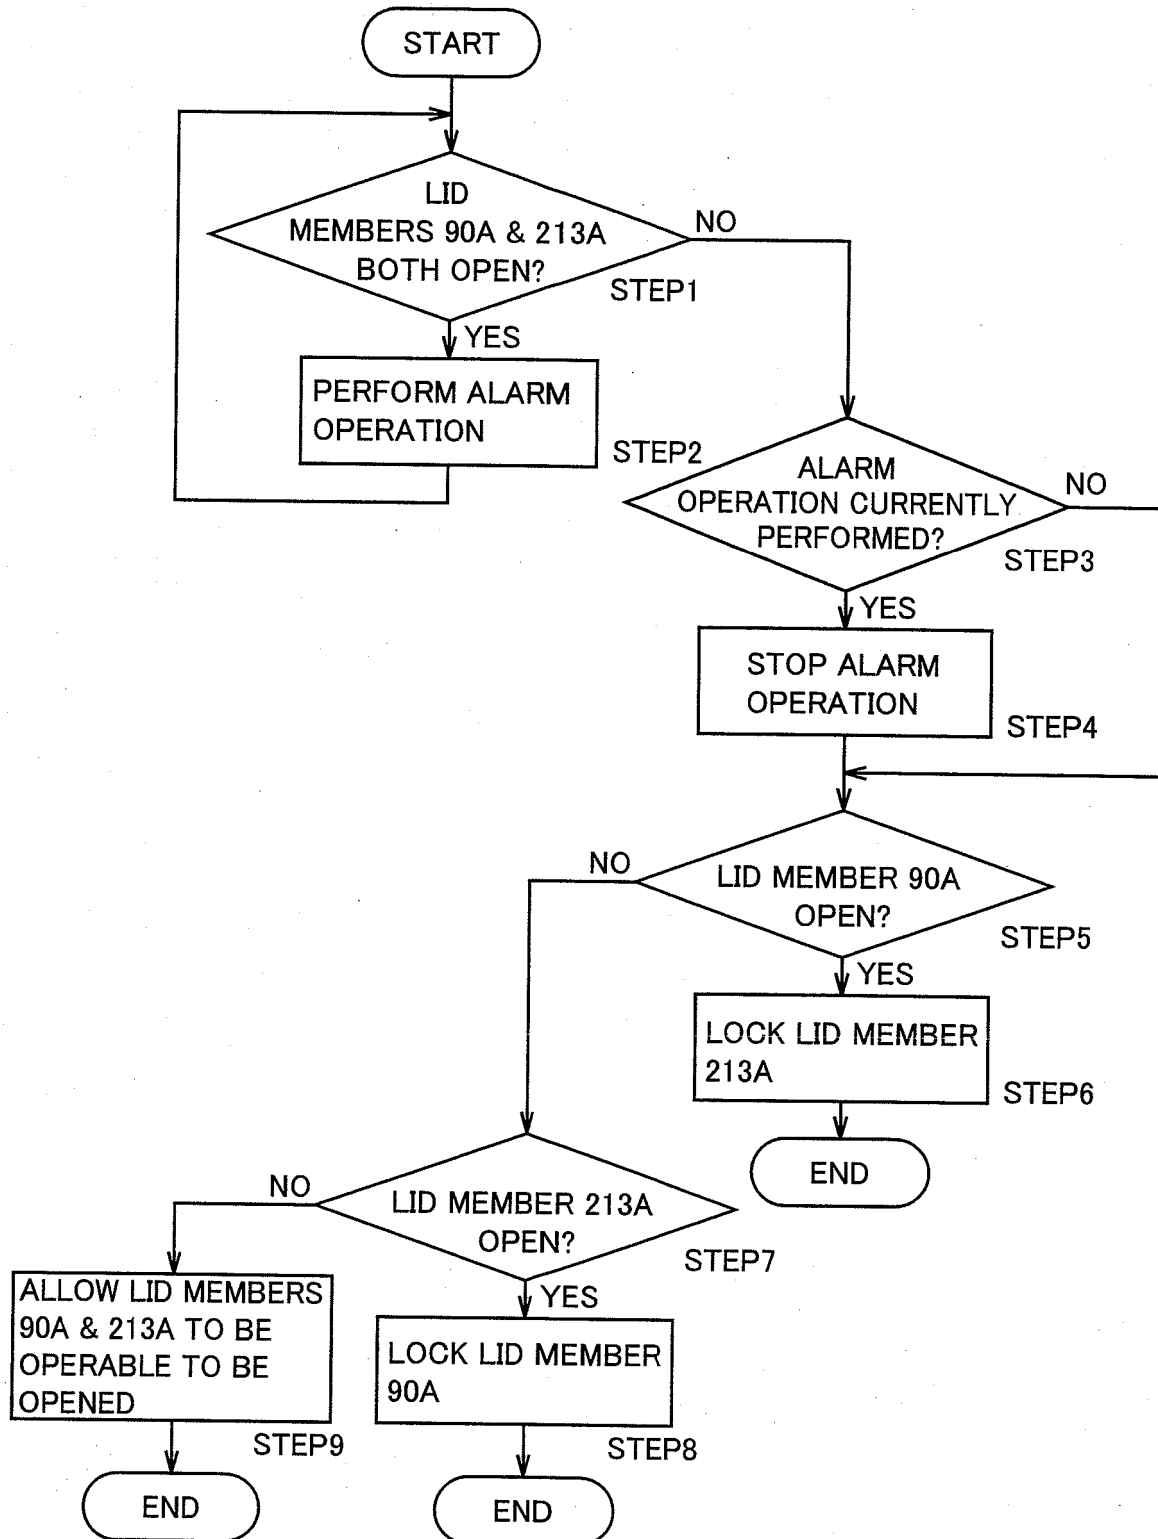 START
LID
MEMBERS 90A & 213A
BOTH OPEN?
NO
STEP1
YES
PERFORM ALARM
OPERATION
STEP2
ALARM
OPERATION CURRENTLY
PERFORMED?
NO
STEP3
YES
STOP ALARM
OPERATION
STEP4
LID MEMBER 90A
OPEN?
NO
STEP5
YES
LOCK LID MEMBER
213A
STEP6
END
LID MEMBER 213A
OPEN?
NO
STEP7
YES
ALLOW LID MEMBERS
90A & 213A TO BE
OPERABLE TO BE
OPENED
STEP9
LOCK LID MEMBER
90A
STEP8
END
END